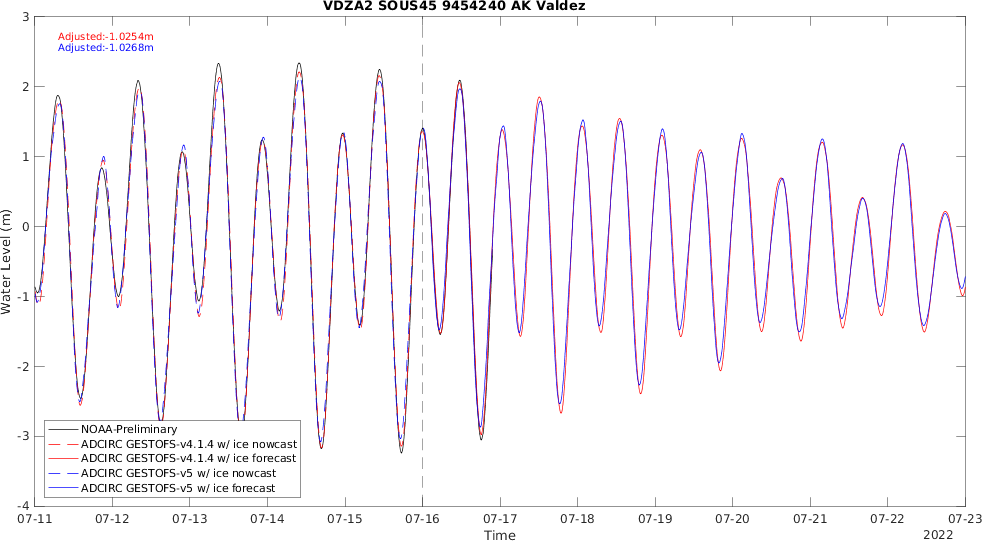 VDZA2 SOUS45 9454240 AK Valdez
Adjusted:-1.0254m
Adjusted:-1.0268m
3
2
1
0
-1
-2
-3
-4
Water Level (m)
NOAA-Preliminary
ADCIRC GESTOFS-v4.1.4 w/ ice nowcast
ADCIRC GESTOFS-v4.1.4 w/ ice forecast
ADCIRC GESTOFS-v5 w/ ice nowcast
ADCIRC GESTOFS-v5 w/ ice forecast
07-11 07-12 07-13 07-14 07-15 07-16 07-17 07-18 07-19 07-20 07-21 07-22 07-23
Time
2022